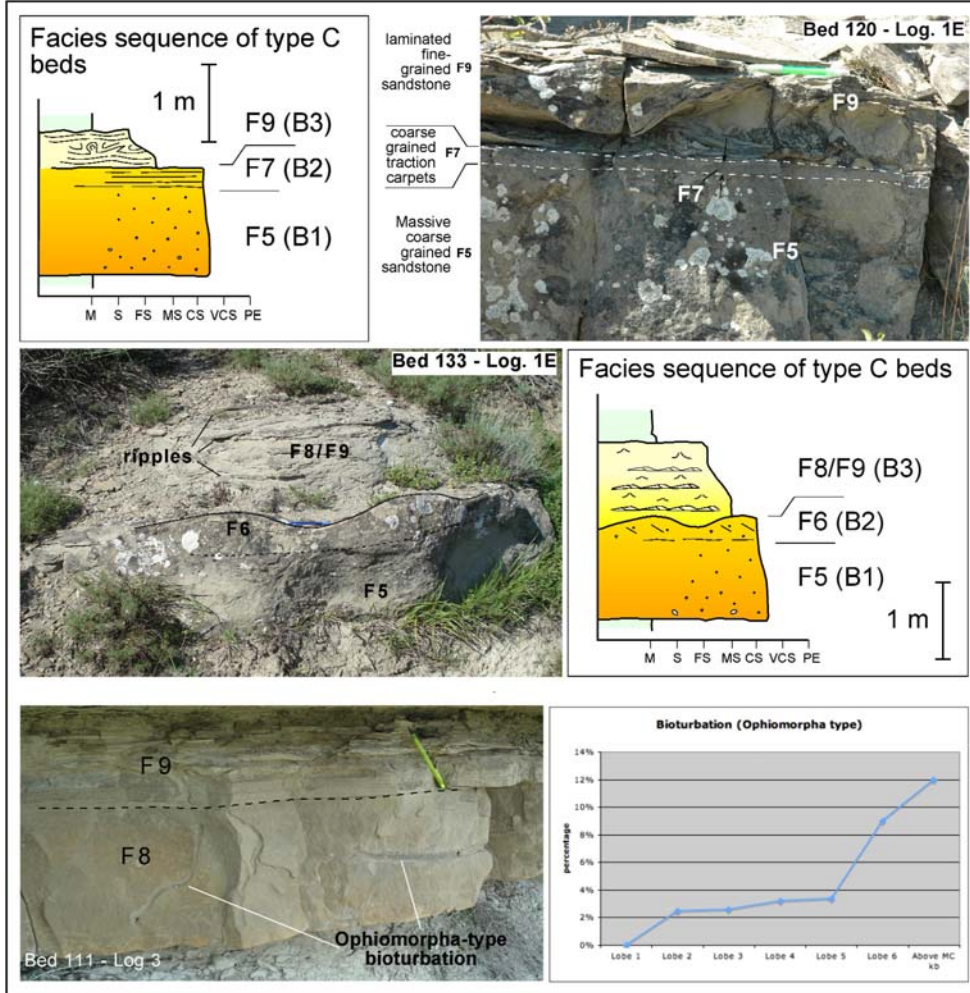 Facies sequence of type C
beds
1 m
F9 (B3)
F7 (B2)
F5 (B1)
M S FS MS CS VCS PE
laminated
fine-
grained F9
sandstone
coarse
grained F7
traction
carpets
Massive
coarse
grained F5
sandstone
Bed 120 - Log. 1E
F9
F7
F5
Bed 133 - Log. 1E
ripples
F8/F9
F6
F5
Facies sequence of type C beds
F8/F9 (B3)
F6 (B2)
F5 (B1)
1 m
M S FS MS CS VCS PE
F9
F8
Ophiomorpha-type
bioturbation
Bed 111 - Log 3
Bioturbation (Ophiomorpha type)
percentage
14%
12%
10%
8%
6%
4%
2%
0%
Lobe 1 Lobe 2 Lobe 3 Lobe 4 Lobe 5 Lobe 6 Above MC
kb